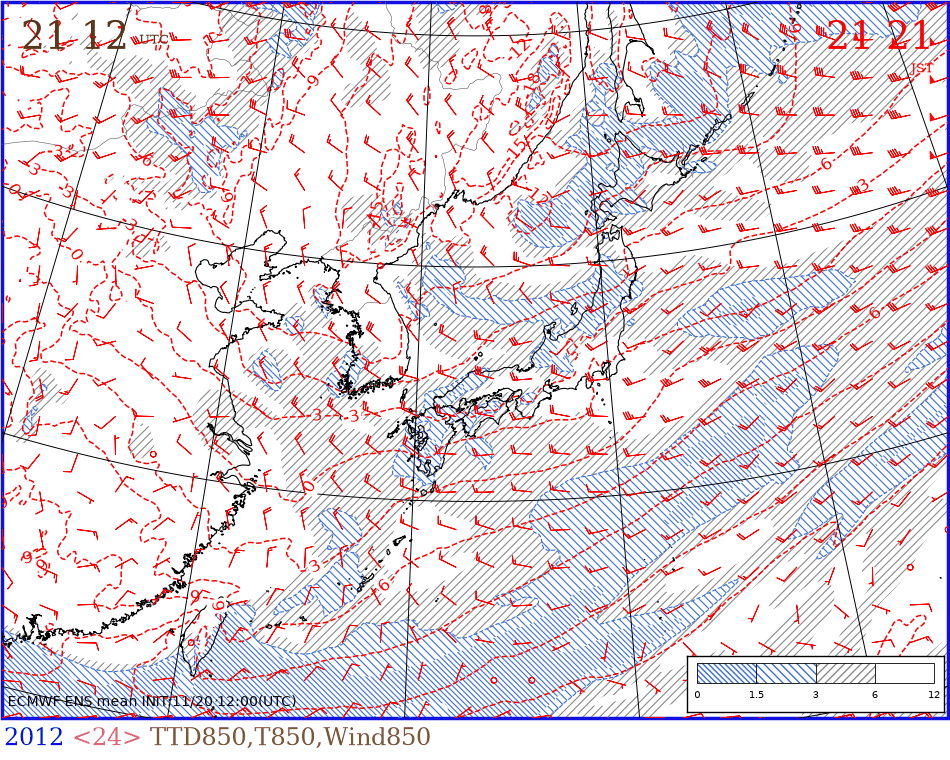 21 12 UTC
21 21
JST
ECMWF ENS mean INIT:11/20 12:00(UTC)
0 1.5 3 6 12
2012 <24> TTD850,T850,Wind850